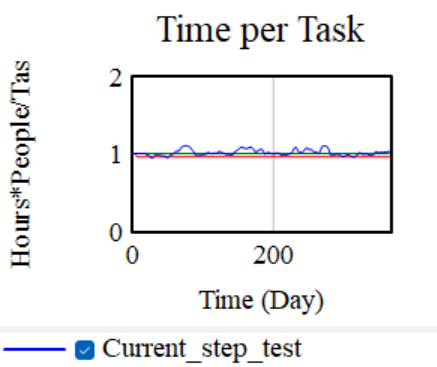 Time per Task
Hours*People/Tas
2
1
0
0
200
Time (Day)
Current_step_test